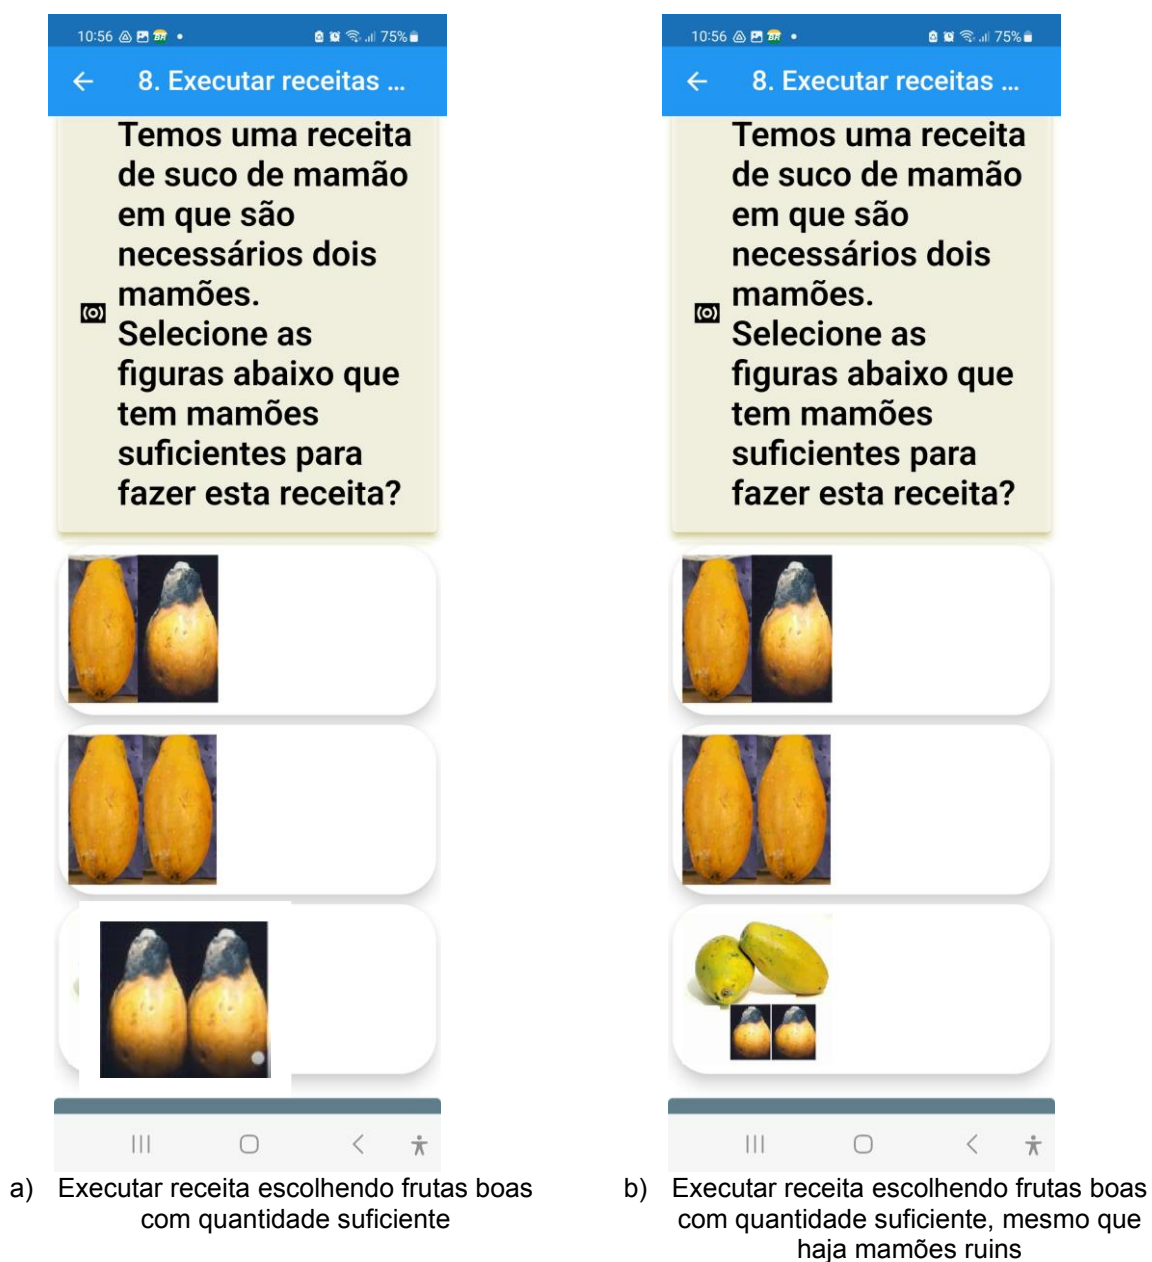 10:56 BR • 75%
8. Executar receitas ...
Temos uma receita
de suco de mamão
em que são
necessários dois
mamões.
Selecione as
figuras abaixo que
tem mamões
suficientes para
fazer esta receita?
a) Executar receita escolhendo frutas boas
com quantidade suficiente
10:56 BR • 75%
8. Executar receitas ...
Temos uma receita
de suco de mamão
em que são
necessários dois
mamões.
Selecione as
figuras abaixo que
tem mamões
suficientes para
fazer esta receita?
b) Executar receita escolhendo frutas boas
com quantidade suficiente, mesmo que
haja mamões ruins